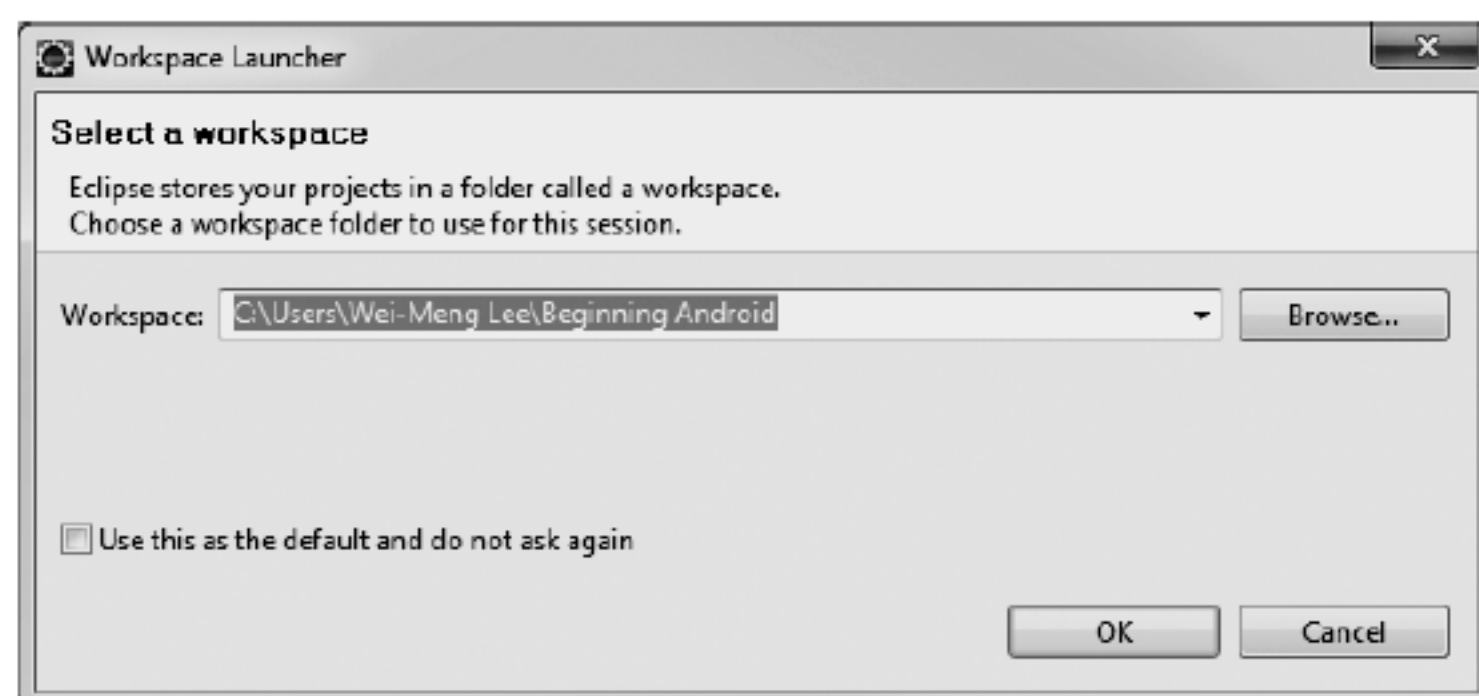 Workspace Launcher
Select a workspace
Eclipse stores your projects in a folder called a workspace.
Choose a workspace folder to use for this session.
Workspace: C:\Users\Wei-Meng Lee\Beginning Android Browse...
Use this as the default and do not ask again
OK Cancel